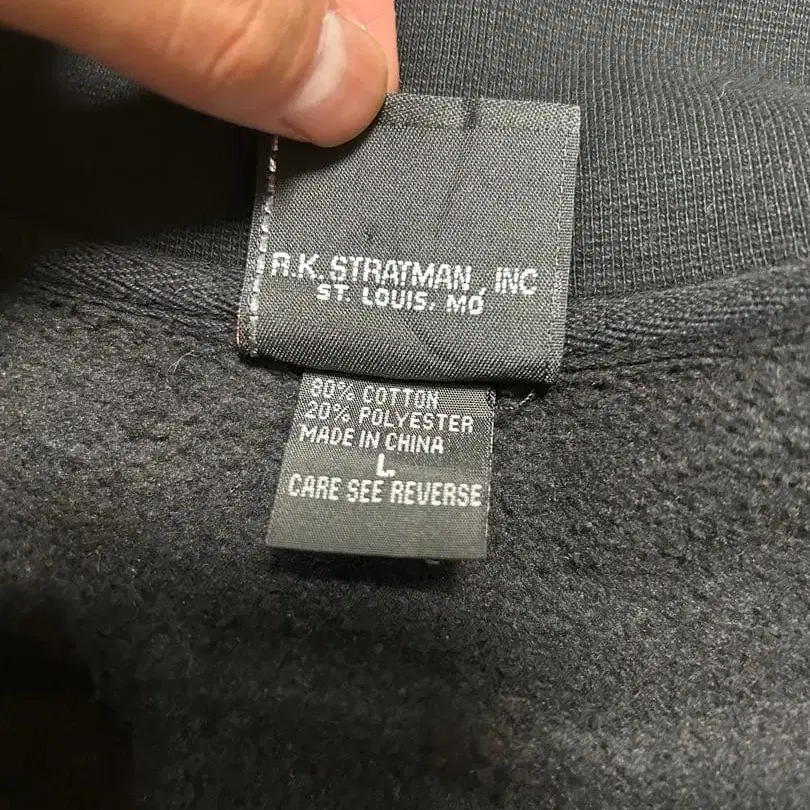 R.K. STRATMAN, INC
ST. LOUIS, MO
80% COTTON
20% POLYESTER
MADE IN CHINA
L
CARE SEE REVERSE